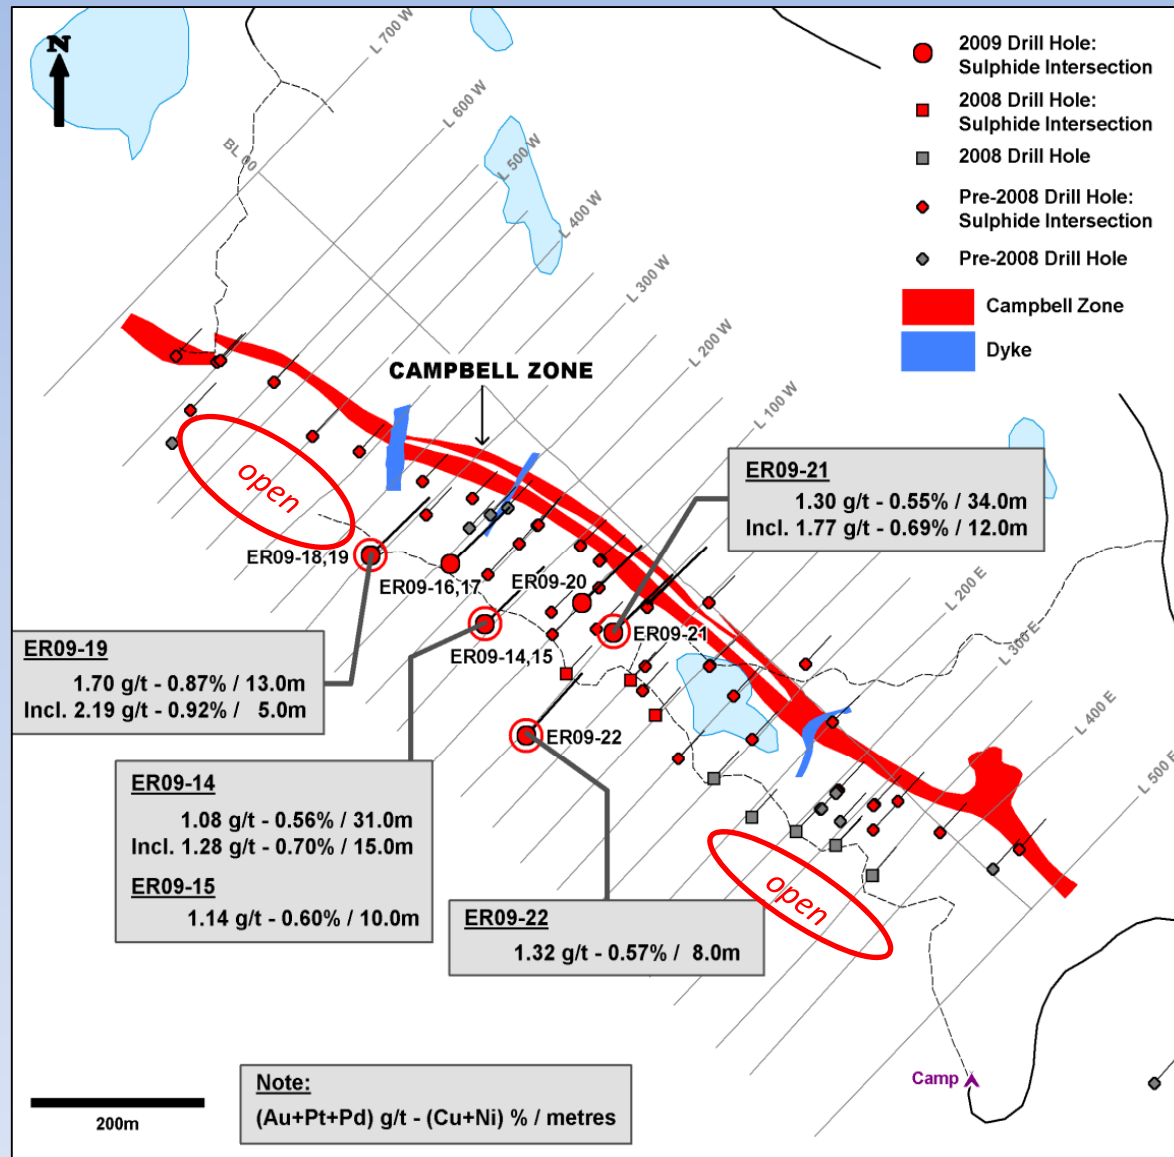 N
L 700 W
L 600 W
BL 00
L 500 W
L 400 W
L 300 W
L 200 W
L 100 W
2009 Drill Hole:
Sulphide Intersection
2008 Drill Hole:
Sulphide Intersection
2008 Drill Hole
Pre-2008 Drill Hole:
Sulphide Intersection
Pre-2008 Drill Hole
Campbell Zone
Dyke
CAMPBELL ZONE
open
ER09-21
1.30 g/t - 0.55% / 34.0m
Incl. 1.77 g/t - 0.69% / 12.0m
ER09-18,19
ER09-16,17
ER09-20
ER09-21
ER09-14,15
ER09-22
L 200 E
L 300 E
L 400 E
L 500 E
ER09-19
1.70 g/t - 0.87% / 13.0m
Incl. 2.19 g/t - 0.92% / 5.0m
ER09-14
1.08 g/t - 0.56% / 31.0m
Incl. 1.28 g/t - 0.70% / 15.0m
ER09-15
1.14 g/t - 0.60% / 10.0m
ER09-22
1.32 g/t - 0.57% / 8.0m
open
Camp
200m
Note:
(Au+Pt+Pd) g/t - (Cu+Ni) % / metres